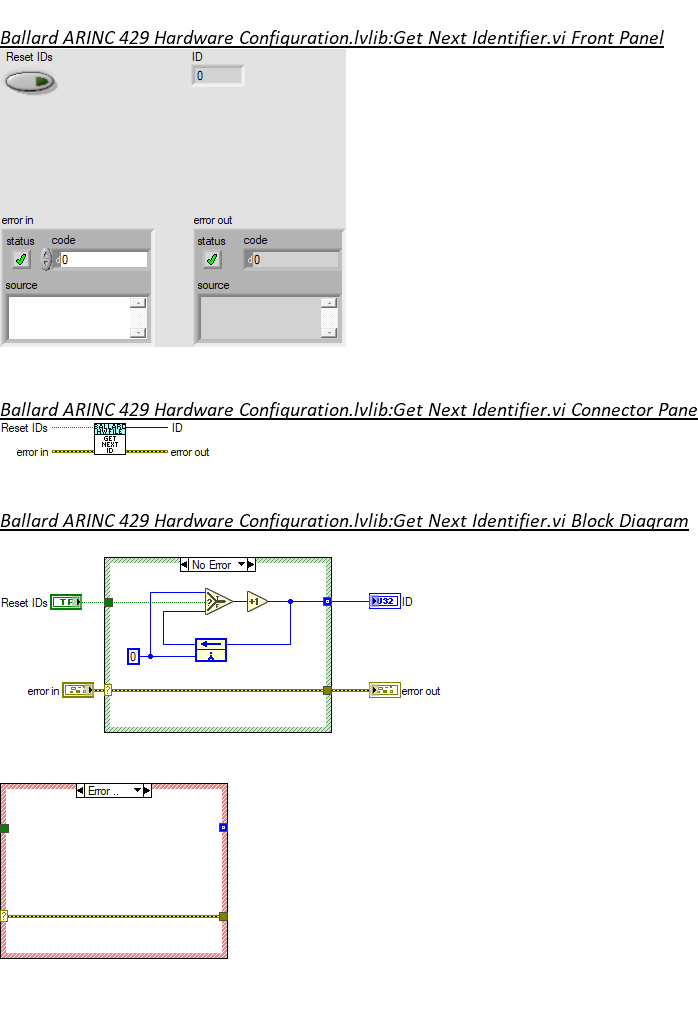 Ballard ARINC 429 Hardware Configuration.lvlib:Get Next Identifier.vi Front Panel
Reset IDs ID
0
error in error out
status code status code
d 0 d 0
source source
Ballard ARINC 429 Hardware Configuration.lvlib:Get Next Identifier.vi Connector Pane
Reset IDs BALLARD ID
HW FILE
GET
NEXT
error in ID error out
Ballard ARINC 429 Hardware Configuration.lvlib:Get Next Identifier.vi Block Diagram
No Error
Reset IDs TF ? T F +1 U32 ID
0
error in ? error out
Error ..
?